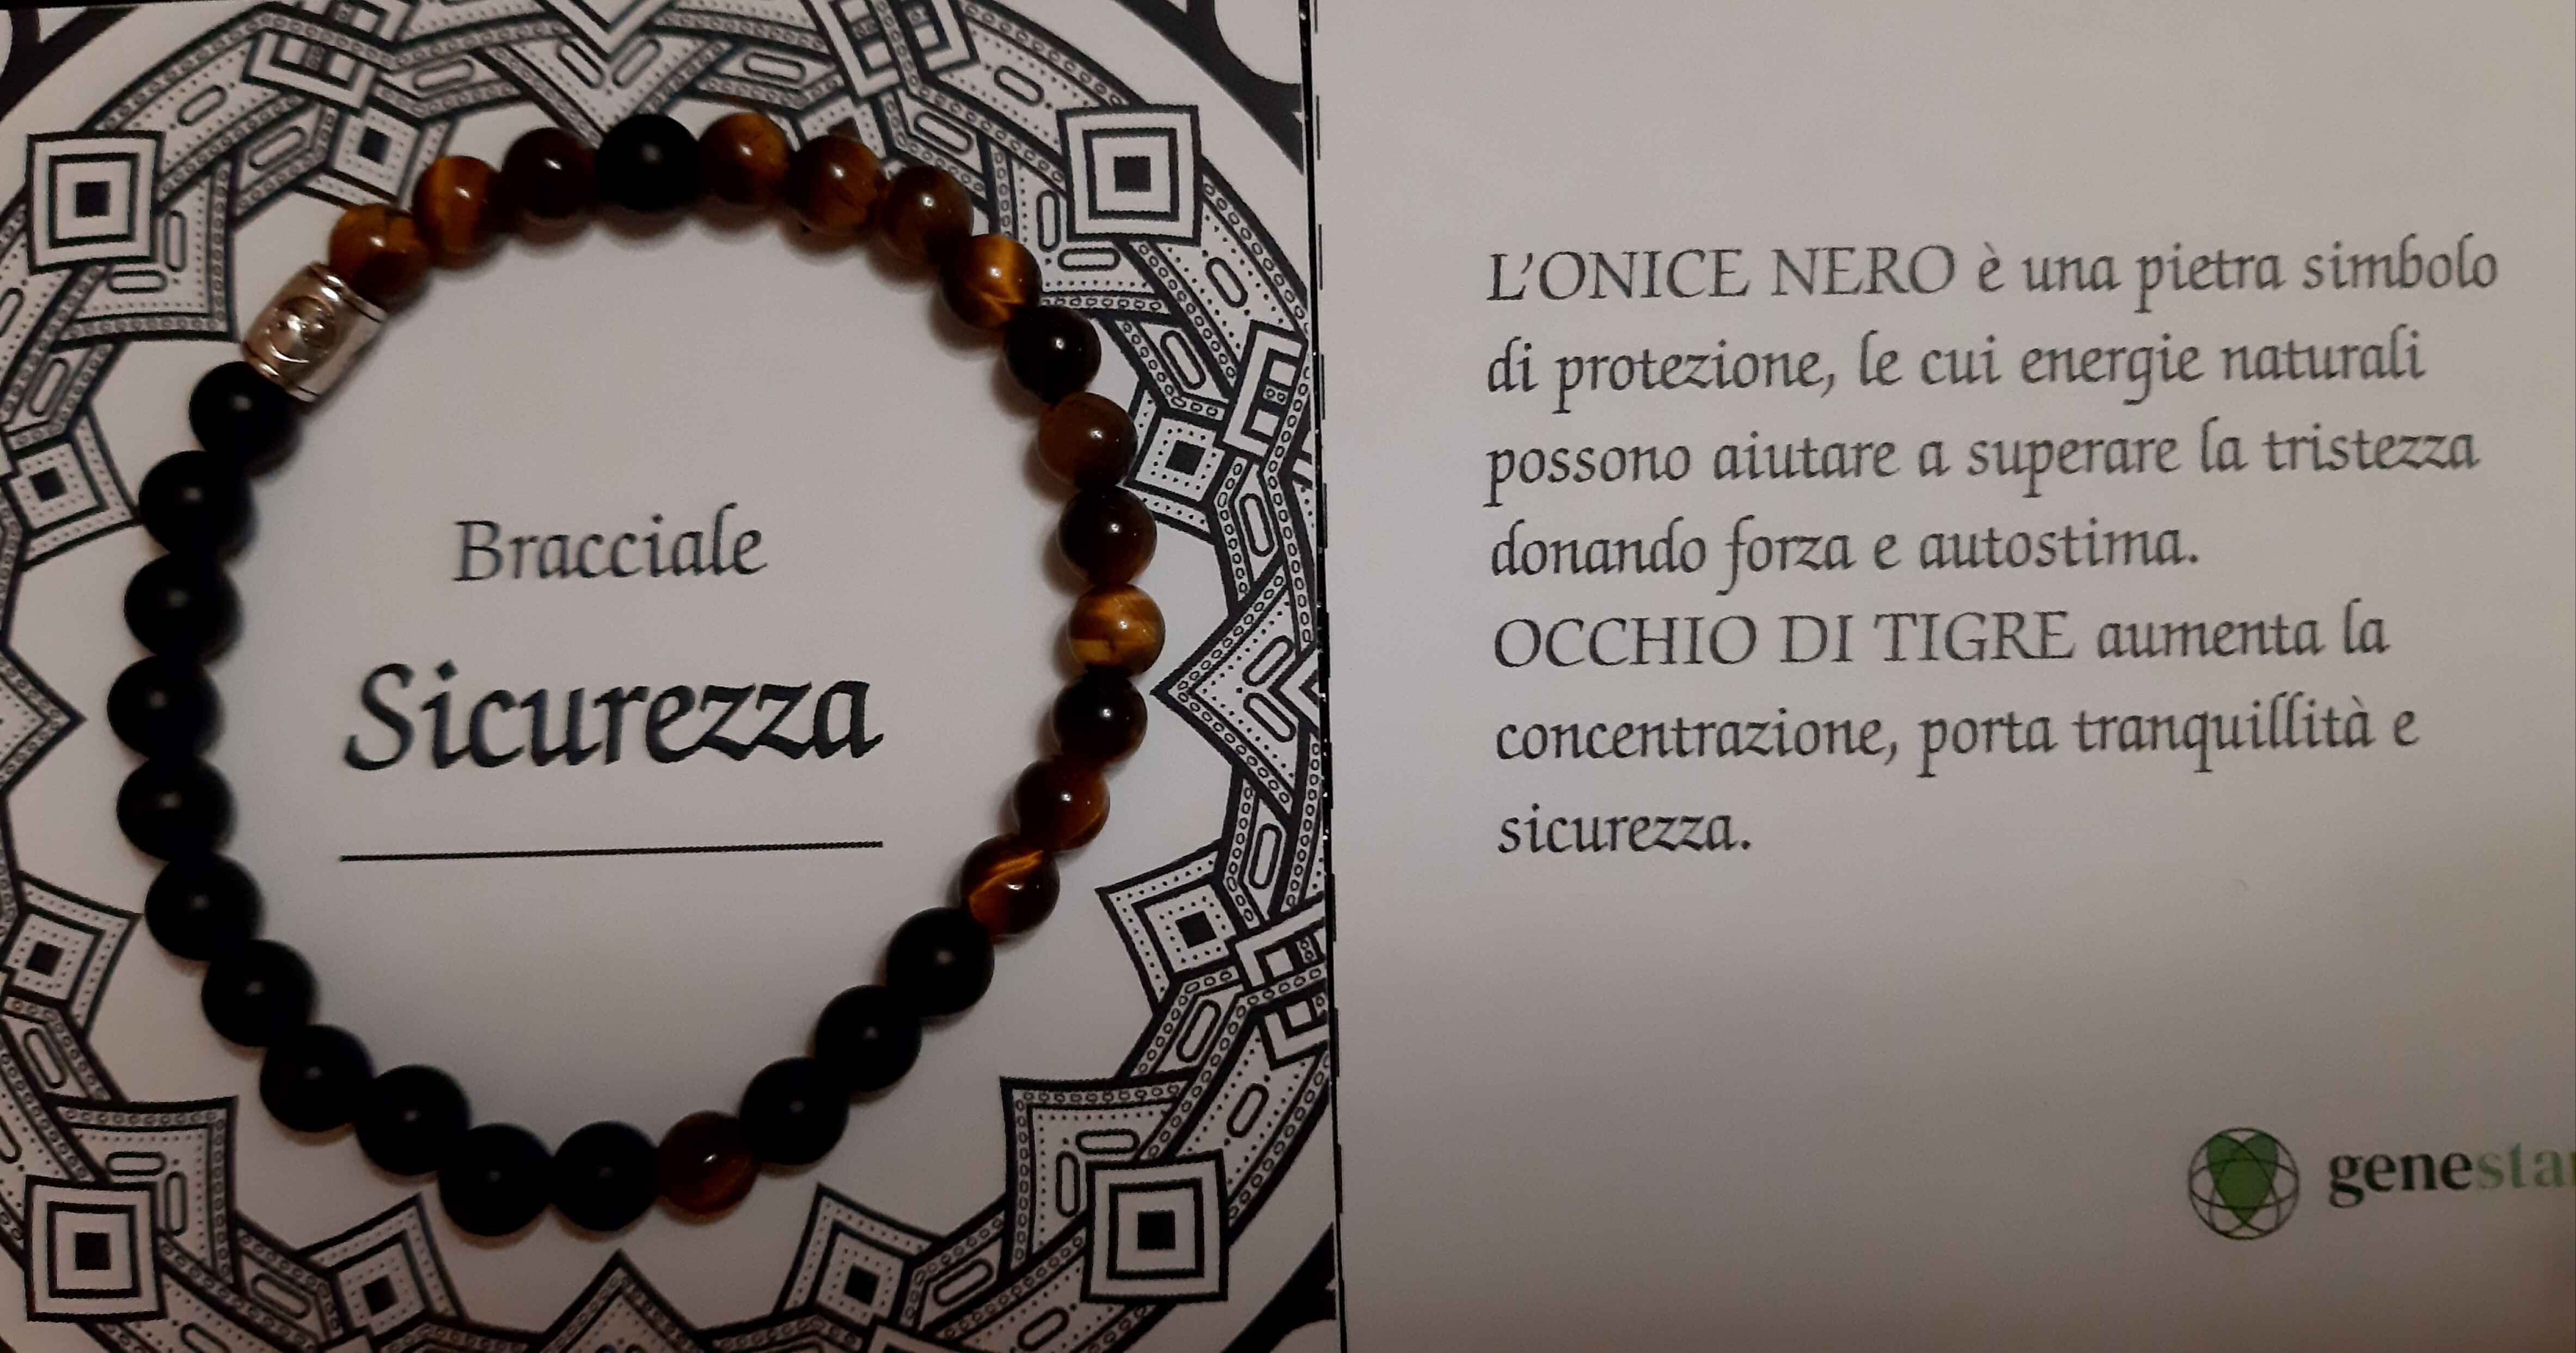 Bracciale
Sicurezza
L'ONICE NERO è una pietra simbolo
di protezione, le cui energie naturali
possono aiutare a superare la tristezza
donando forza e autostima.
OCCHIO DI TIGRE aumenta la
concentrazione, porta tranquillità e
sicurezza.